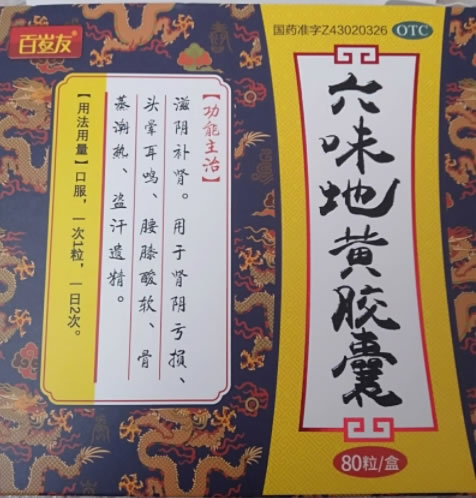 百岁友
国药准字Z43020326 OTC
六味地黄胶囊
80粒/盒
【功能主治】
滋阴补肾。用于肾阴亏損、
头晕耳鸣、腰膝酸软、骨
蒸潮熱、盗汗遗精。
【用法用量】口服，一次1粒，一日2次。